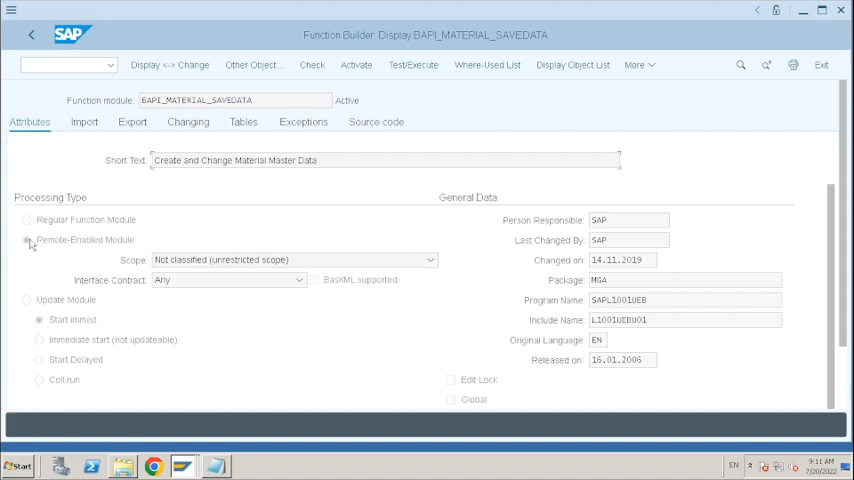 SAP
Function Builder: Display BAPI_MATERIAL_SAVEDATA
Display <-> Change Other Object... Check Activate Test/Execute Where-Used List Display Object List More Exit
Function module: BAPI_MATERIAL_SAVEDATA Active
Attributes Import Export Changing Tables Exceptions Source code
Short Text: Create and Change Material Master Data
Processing Type
Regular Function Module
Remote-Enabled Module
Scope: Not classified (unrestricted scope)
Interface Contract: Any BasXML supported
Update Module
Start immed.
Immediate start (not updateable)
Start Delayed
Coll.run
General Data
Person Responsible: SAP
Last Changed By: SAP
Changed on: 14.11.2019
Package: MGA
Program Name: SAPL1001UEB
Include Name: L1001UEBU01
Original Language: EN
Released on: 16.01.2006
Edit Lock
Global
Start
EN
9:11 AM
7/20/2022